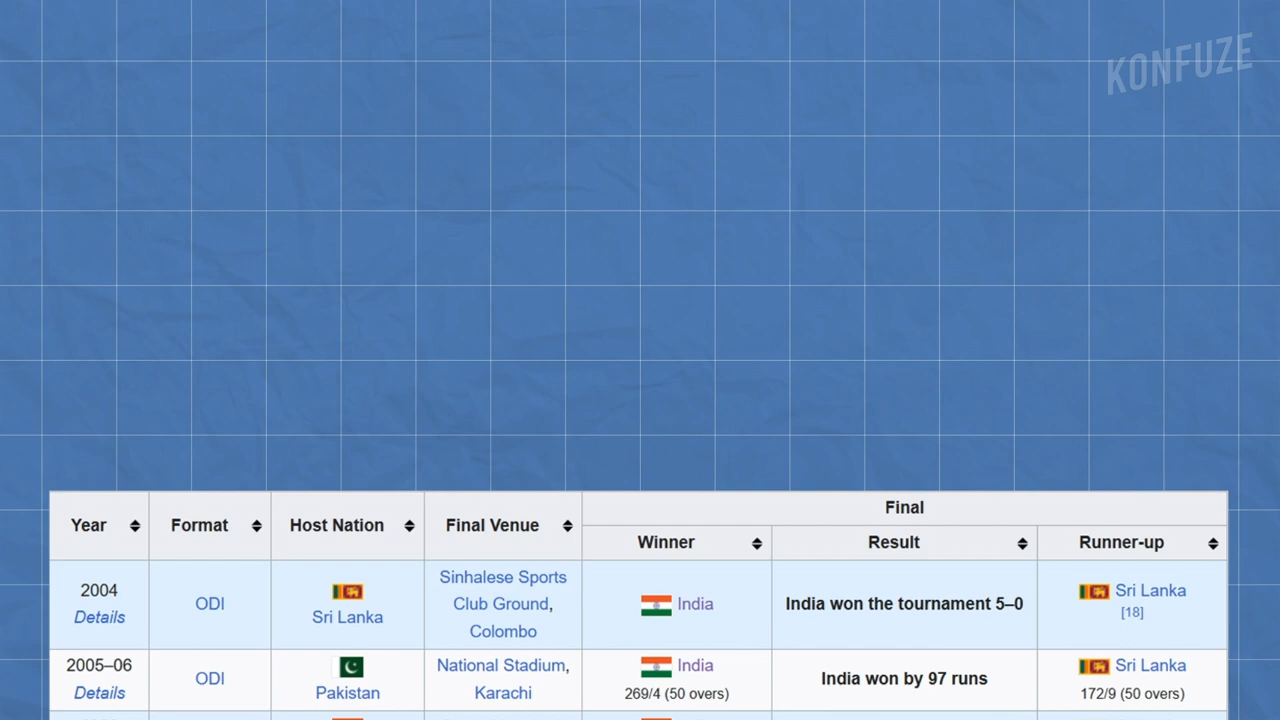 KONFUZE
Final
Year Format Host Nation Final Venue
Winner Result Runner-up
2004
Details
ODI
Sri Lanka
Sinhalese Sports
Club Ground,
Colombo
India
India won the tournament 5–0
Sri Lanka
[18]
2005–06
Details
ODI
Pakistan
National Stadium,
Karachi
India
269/4 (50 overs)
India won by 97 runs
Sri Lanka
172/9 (50 overs)